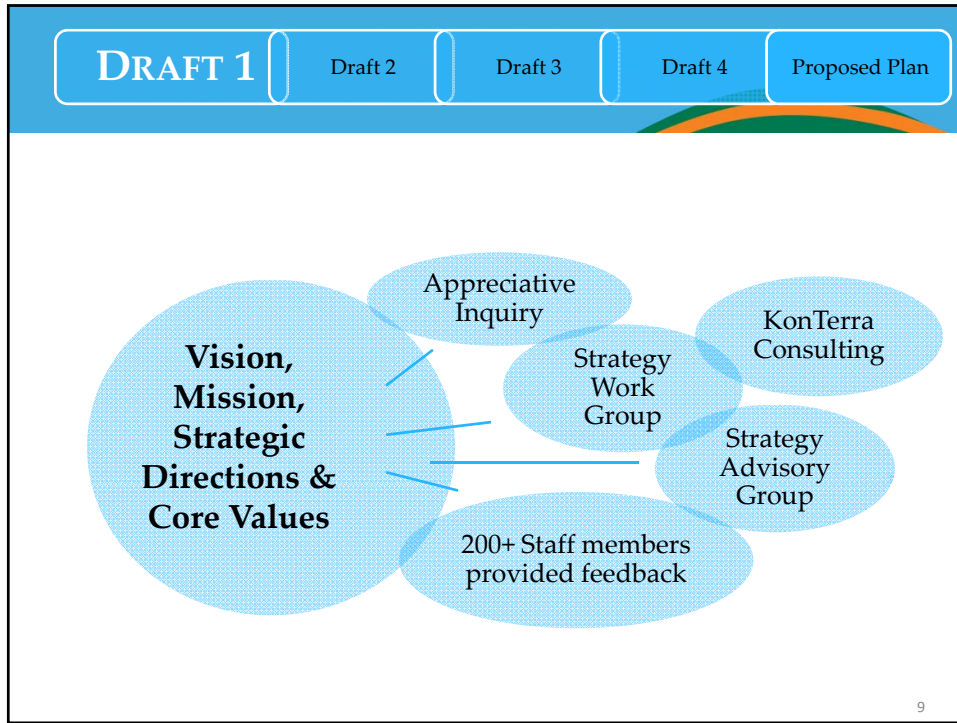 DRAFT 1
Draft 2
Draft 3
Draft 4
Proposed Plan
Vision,
Mission,
Strategic
Directions &
Core Values
Appreciative
Inquiry
Strategy
Work
Group
KonTerra
Consulting
Strategy
Advisory
Group
200+ Staff members
provided feedback
9